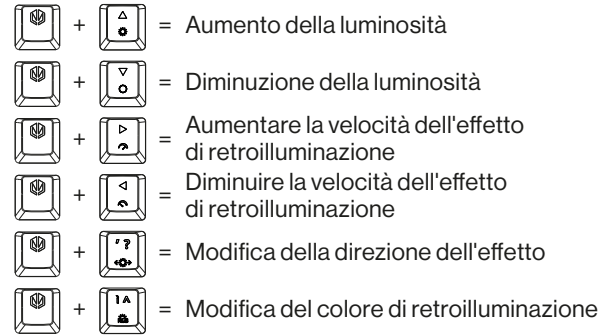 + = Aumento della luminosità
+ = Diminuzione della luminosità
+ = Aumentare la velocità dell'effetto
di retroilluminazione
+ = Diminuire la velocità dell'effetto
di retroilluminazione
+ ' ? = Modifica della direzione dell'effetto
+ 1 A = Modifica del colore di retroilluminazione